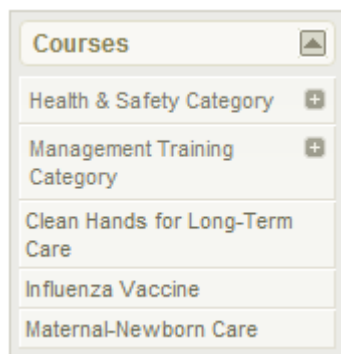 Courses
Health & Safety Category
Management Training
Category
Clean Hands for Long-Term
Care
Influenza Vaccine
Maternal-Newborn Care